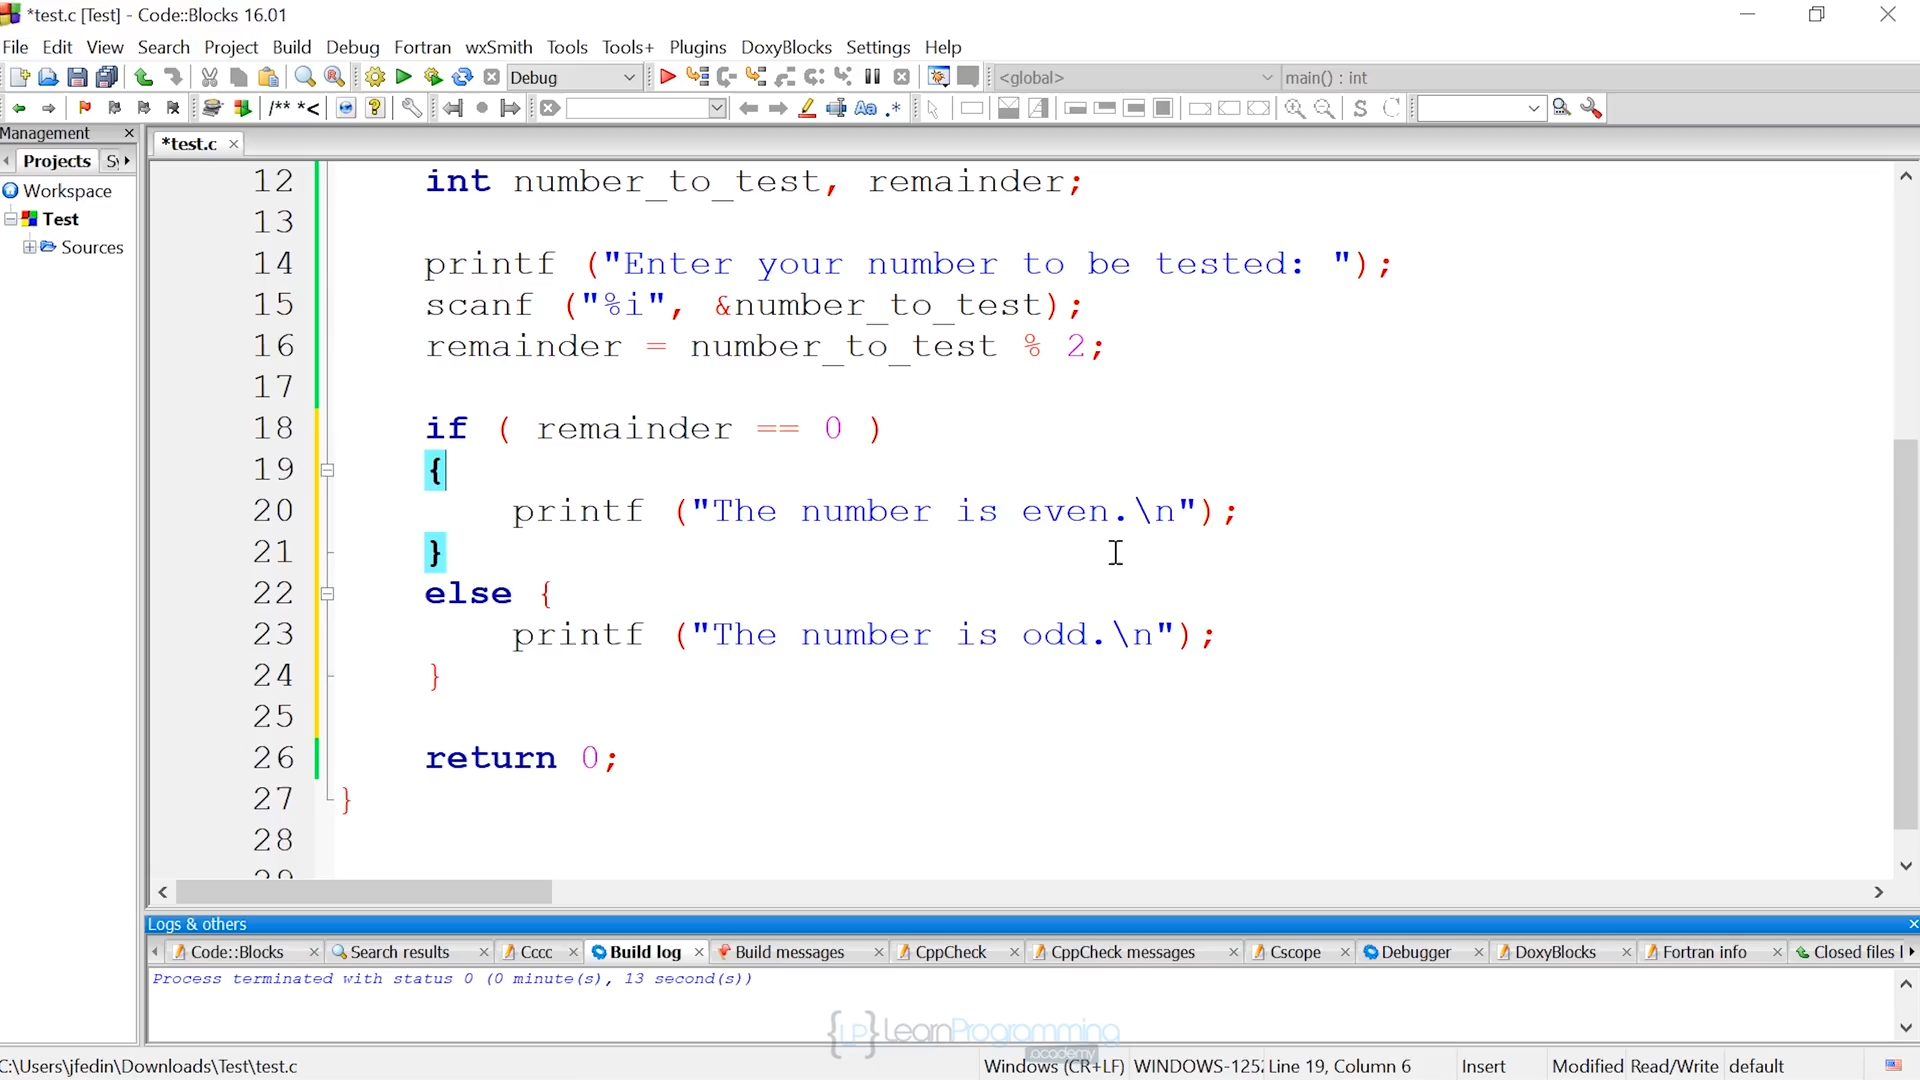 *test.c [Test] - Code::Blocks 16.01
File Edit View Search Project Build Debug Fortran wxSmith Tools Tools+ Plugins DoxyBlocks Settings Help
Debug <global> main() : int
/** *< Aa .* S C
Management
*test.c
Projects Sy
Workspace
Test
Sources
12 int number_to_test, remainder;
13
14 printf ("Enter your number to be tested: ");
15 scanf ("%i", &number_to_test);
16 remainder = number_to_test % 2;
17
18 if ( remainder == 0 )
19 {
20 printf ("The number is even.\n");
21 }
22 else {
23 printf ("The number is odd.\n");
24 }
25
26 return 0;
27 }
28
29
Logs & others
Code::Blocks Search results Cccc Build log Build messages CppCheck CppCheck messages Cscope Debugger DoxyBlocks Fortran info Closed files l
Process terminated with status 0 (0 minute(s), 13 second(s))
{LP} LearnProgramming
academy
C:\Users\jfedin\Downloads\Test\test.c Windows (CR+LF) WINDOWS-1252 Line 19, Column 6 Insert Modified Read/Write default